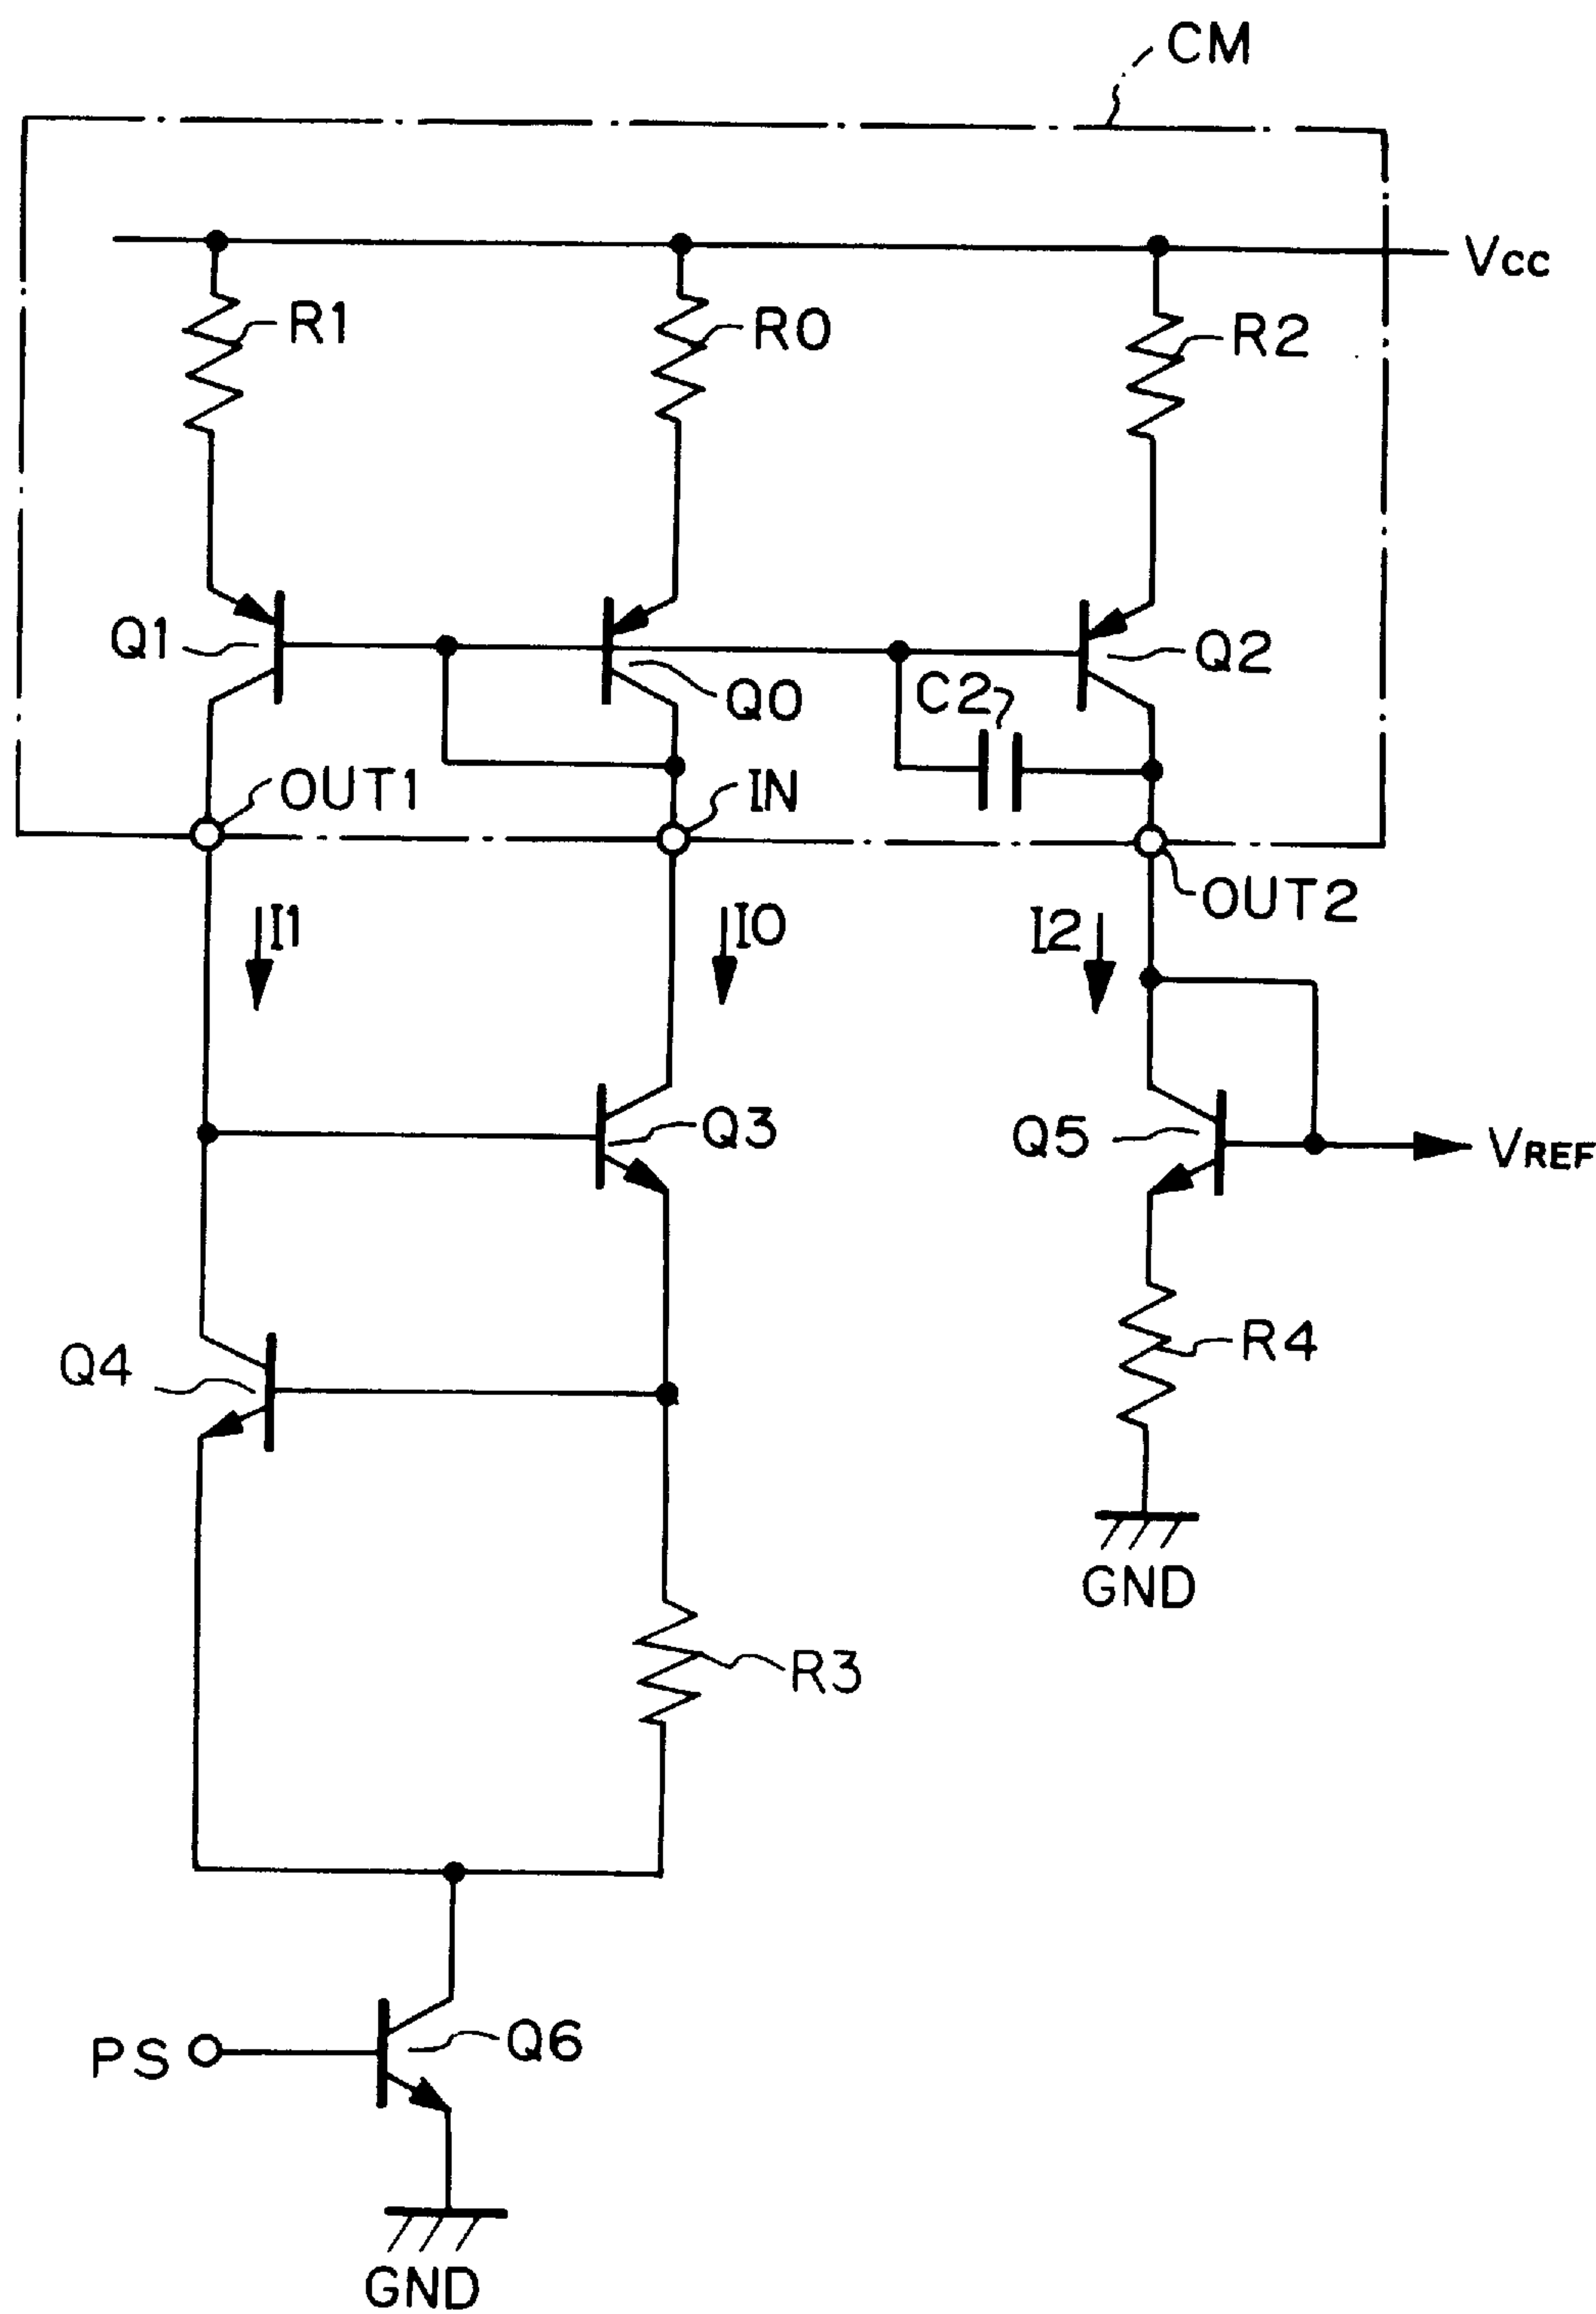 CM
Vcc
R1
R0
R2
Q1
Q0
Q2
C2
OUT1
IN
OUT2
I1
I0
I2
Q3
Q5
VREF
Q4
R4
GND
R3
PS
Q6
GND